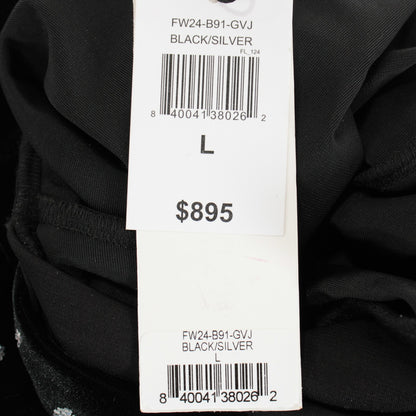 FW24-B91-GVJ
BLACK/SILVER
FL_124
8 40041 38026 2
L
$895
FW24-B91-GVJ
BLACK/SILVER
L
8 40041 38026 2